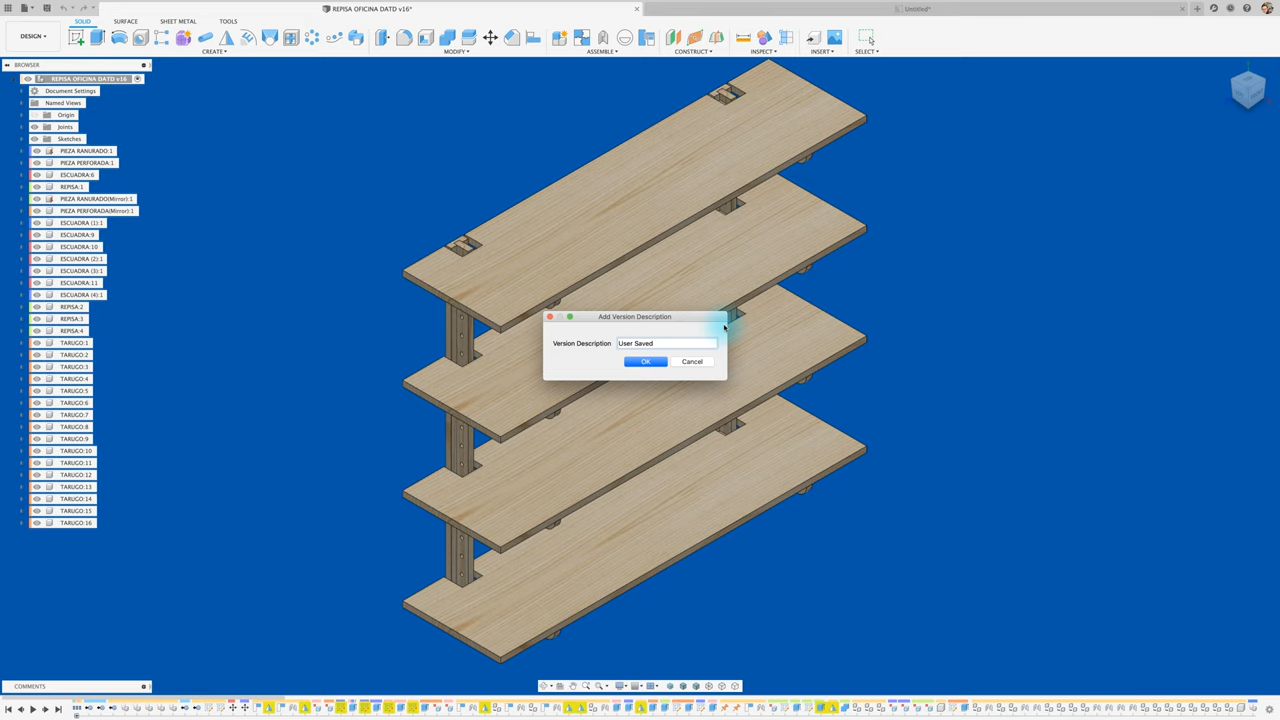 REPISA OFICINA DATD v16*
Untitled*
SOLID
SURFACE
SHEET METAL
TOOLS
DESIGN
CREATE
MODIFY
ASSEMBLE
CONSTRUCT
INSPECT
INSERT
SELECT
BROWSER
REPISA OFICINA DATD v16
Document Settings
Named Views
Origin
Joints
Sketches
PIEZA RANURADO:1
PIEZA PERFORADA:1
ESCUADRA:6
REPISA:1
PIEZA RANURADO(Mirror):1
PIEZA PERFORADA(Mirror):1
ESCUADRA (1):1
ESCUADRA:9
ESCUADRA:10
ESCUADRA (2):1
ESCUADRA (3):1
ESCUADRA:11
ESCUADRA (4):1
REPISA:2
REPISA:3
REPISA:4
TARUGO:1
TARUGO:2
TARUGO:3
TARUGO:4
TARUGO:5
TARUGO:6
TARUGO:7
TARUGO:8
TARUGO:9
TARUGO:10
TARUGO:11
TARUGO:12
TARUGO:13
TARUGO:14
TARUGO:15
TARUGO:16
Add Version Description
Version Description
User Saved
OK
Cancel
COMMENTS